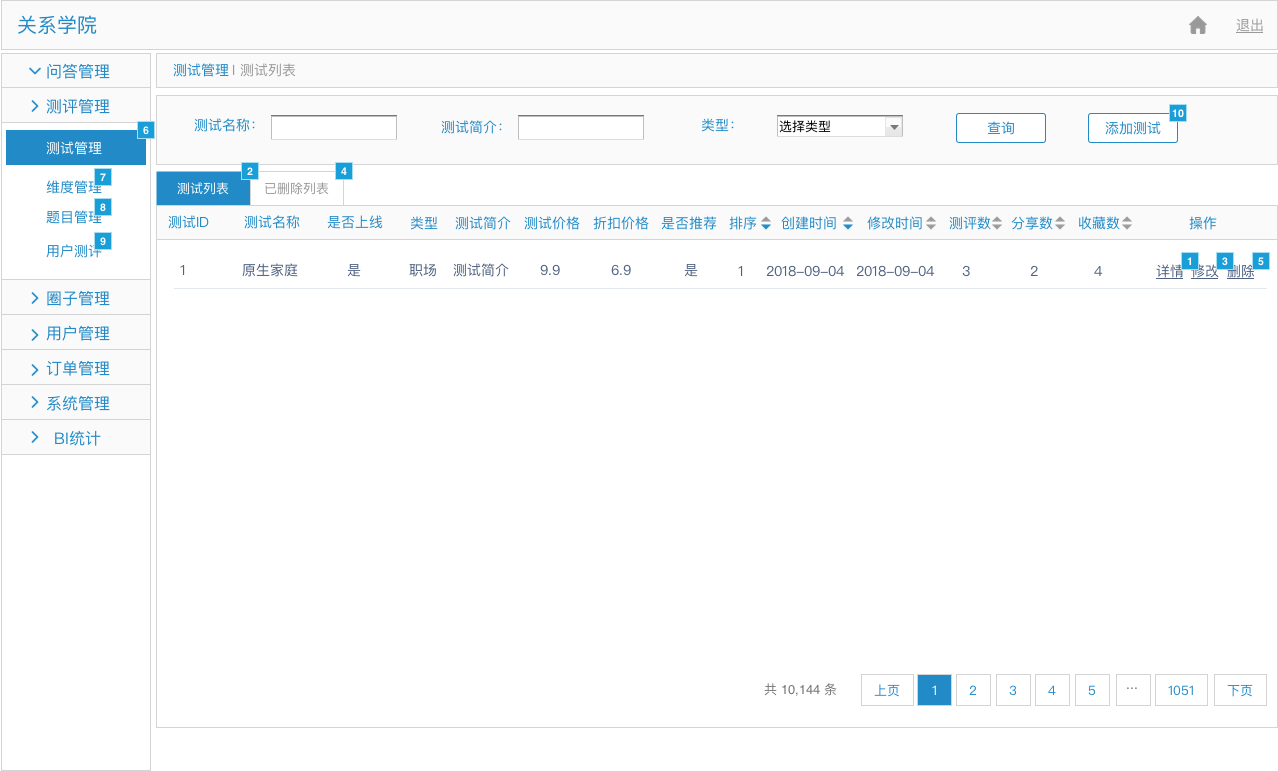 关系学院
退出
问答管理
测评管理
6
测试管理
7
维度管理
8
题目管理
9
用户测评
圈子管理
用户管理
订单管理
系统管理
BI统计
测试管理 | 测试列表
测试名称： 测试简介： 类型： 选择类型 查询 添加测试 10
测试列表 2 已删除列表 4
测试ID 测试名称 是否上线 类型 测试简介 测试价格 折扣价格 是否推荐 排序 创建时间 修改时间 测评数 分享数 收藏数 操作
1 原生家庭 是 职场 测试简介 9.9 6.9 是 1 2018-09-04 2018-09-04 3 2 4 详情 1 修改 3 删除 5
共 10,144 条 上页 1 2 3 4 5 ... 1051 下页